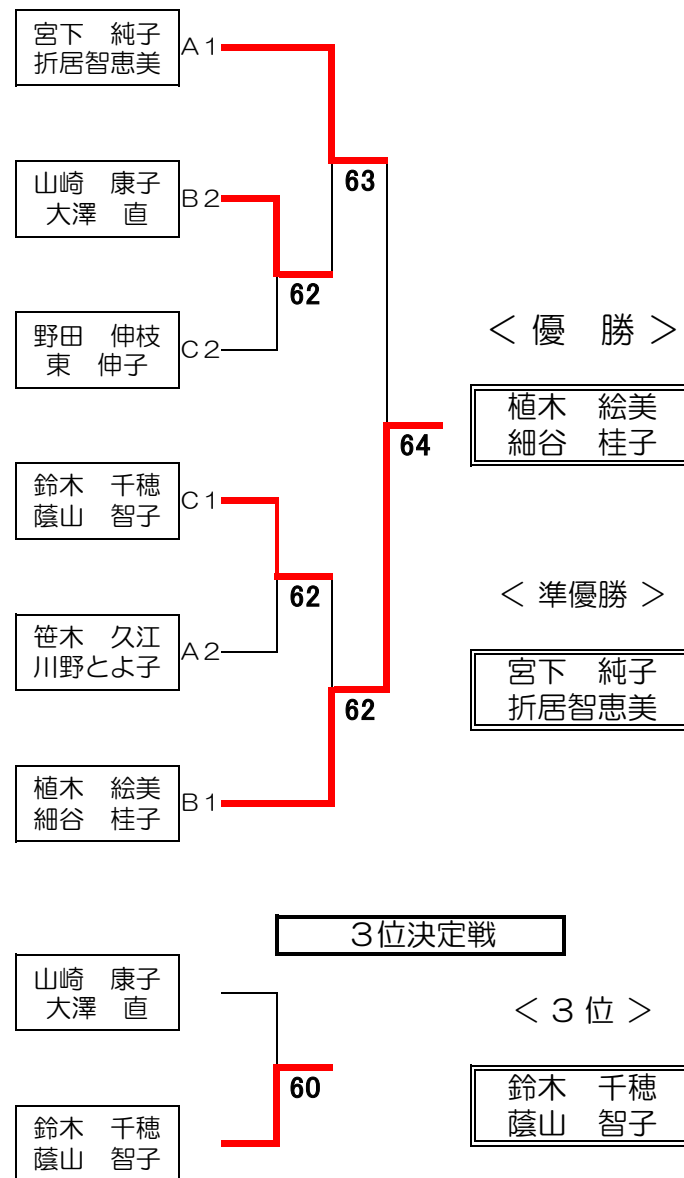 宮下　純子
折居智恵美
A1
63
山崎　康子
大澤　直
B2
62
野田　伸枝
東　伸子
C2
＜ 優　勝 ＞
植木　絵美
細谷　桂子
64
鈴木　千穂
蔭山　智子
C1
62
＜ 準優勝 ＞
笹木　久江
川野とよ子
A2
宮下　純子
折居智恵美
62
植木　絵美
細谷　桂子
B1
３位決定戦
山崎　康子
大澤　直
＜ ３ 位 ＞
60
鈴木　千穂
蔭山　智子
鈴木　千穂
蔭山　智子